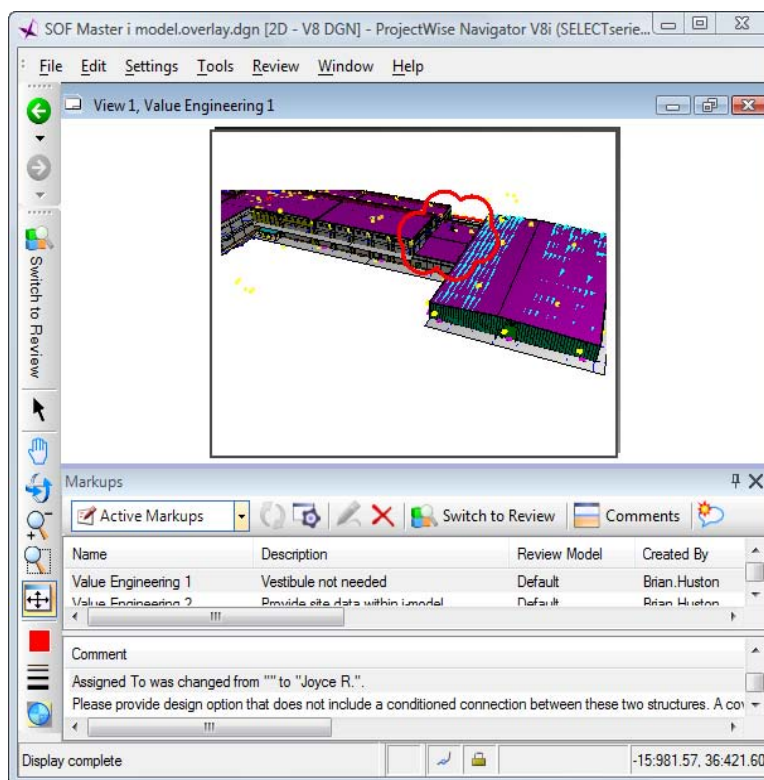 SOF Master i model.overlay.dgn [2D - V8 DGN] - ProjectWise Navigator V8i (SELECTserie...
File Edit Settings Tools Review Window Help
View 1, Value Engineering 1
Switch to Review
Markups
Active Markups Switch to Review Comments
Name Description Review Model Created By
Value Engineering 1 Vestibule not needed Default Brian.Huston
Value Engineering 2 Provide site data within i-model Default Brian.Huston
Comment
Assigned To was changed from "" to "Joyce R.".
Please provide design option that does not include a conditioned connection between these two structures. A cov
Display complete -15:981.57, 36:421.60